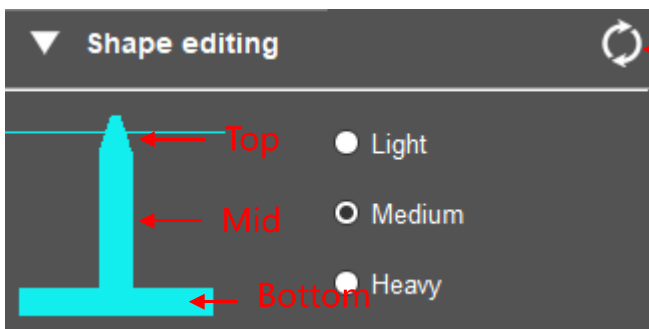 Shape editing
Top
Light
Mid
Medium
Bottom
Heavy